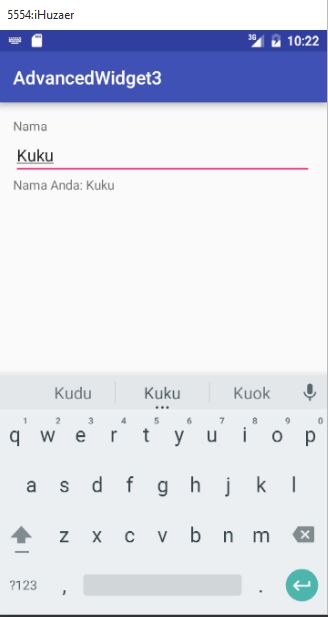 5554:iHuzaer
3G 10:22
AdvancedWidget3
Nama
Kuku
Nama Anda: Kuku
Kudu Kuku Kuok
1 2 3 4 5 6 7 8 9 0
q w e r t y u i o p
a s d f g h j k l
z x c v b n m
?123 , .